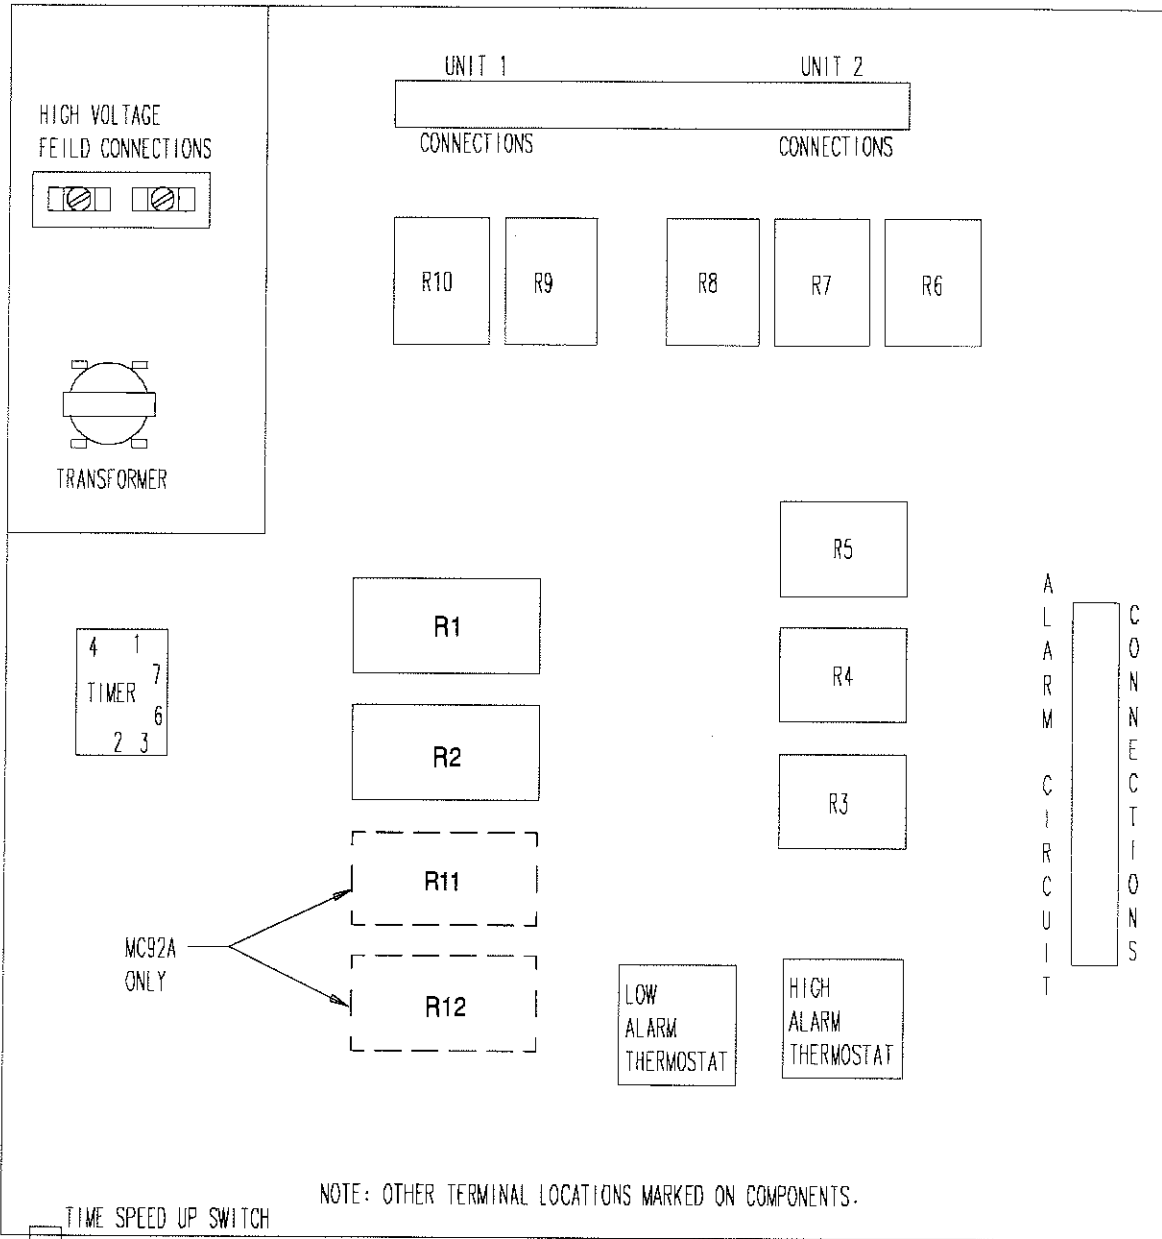 UNIT 1
UNIT 2
HIGH VOLTAGE
FEILD CONNECTIONS
CONNECTIONS
CONNECTIONS
R10
R9
R8
R7
R6
TRANSFORMER
R5
R1
R4
4 1
7
TIMER
6
2 3
R2
R3
R11
MC92A
ONLY
R12
LOW
ALARM
THERMOSTAT
HIGH
ALARM
THERMOSTAT
ALARM CIRCUIT
CONNECTIONS
NOTE: OTHER TERMINAL LOCATIONS MARKED ON COMPONENTS.
TIME SPEED UP SWITCH